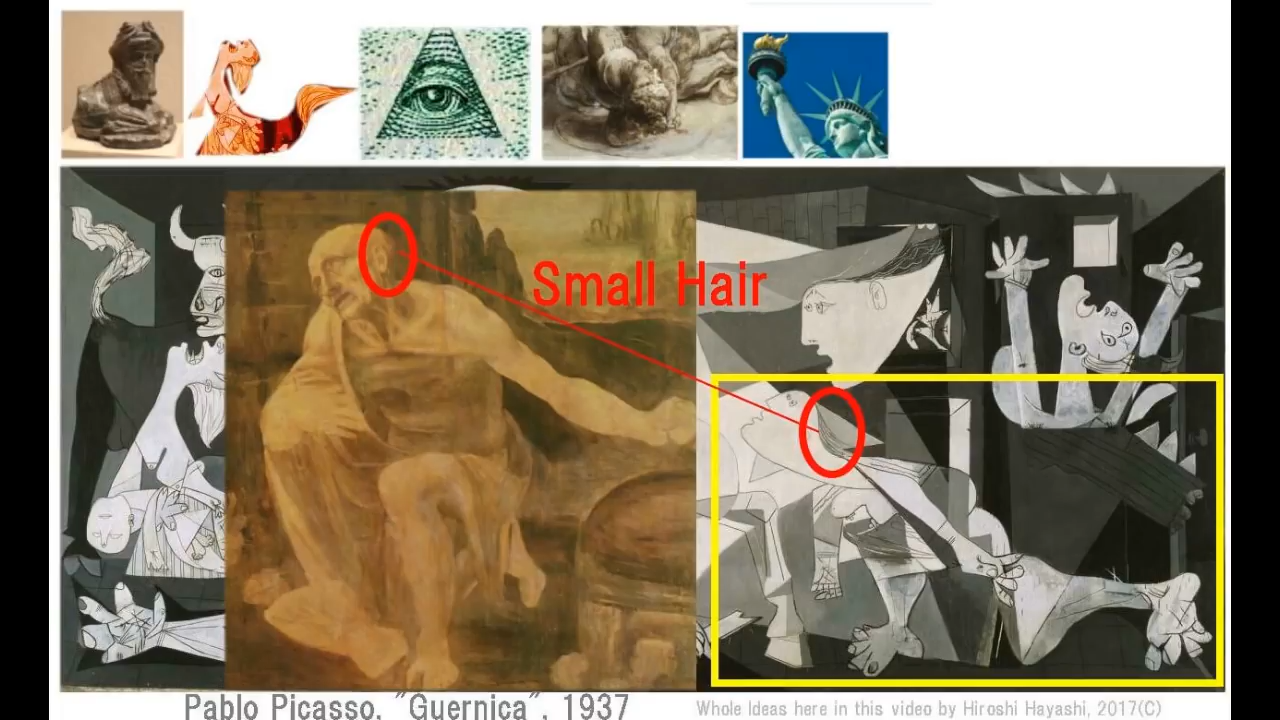 Small Hair
Pablo Picasso. "Guernica". 1937
Whole Ideas here in this video by Hiroshi Hayashi, 2017(C)